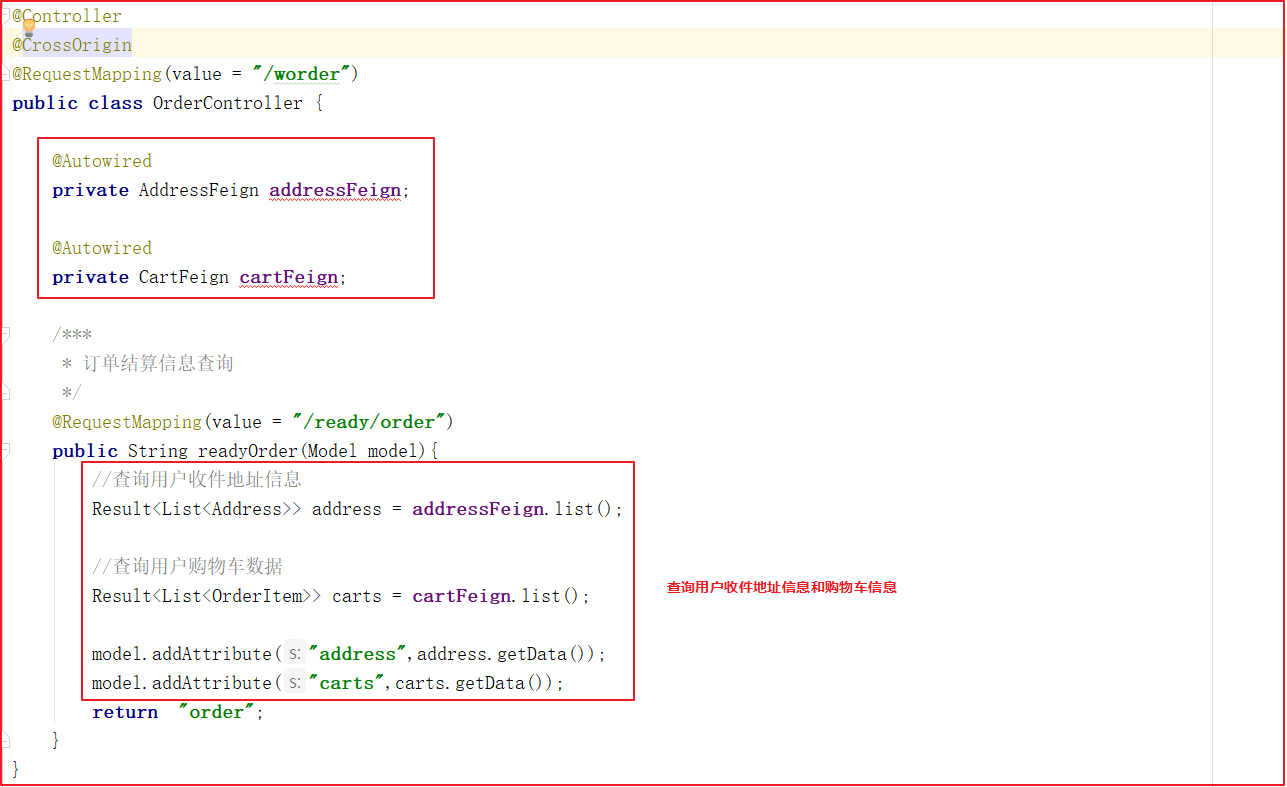 @Controller
@CrossOrigin
@RequestMapping(value = "/worder")
public class OrderController {
@Autowired
private AddressFeign addressFeign;
@Autowired
private CartFeign cartFeign;
/***
* 订单结算信息查询
*/
@RequestMapping(value = "/ready/order")
public String readyOrder(Model model){
//查询用户收件地址信息
Result<List<Address>> address = addressFeign.list();
//查询用户购物车数据
Result<List<OrderItem>> carts = cartFeign.list();
查询用户收件地址信息和购物车信息
model.addAttribute( s: "address",address.getData());
model.addAttribute( s: "carts",carts.getData());
return "order";
}
}